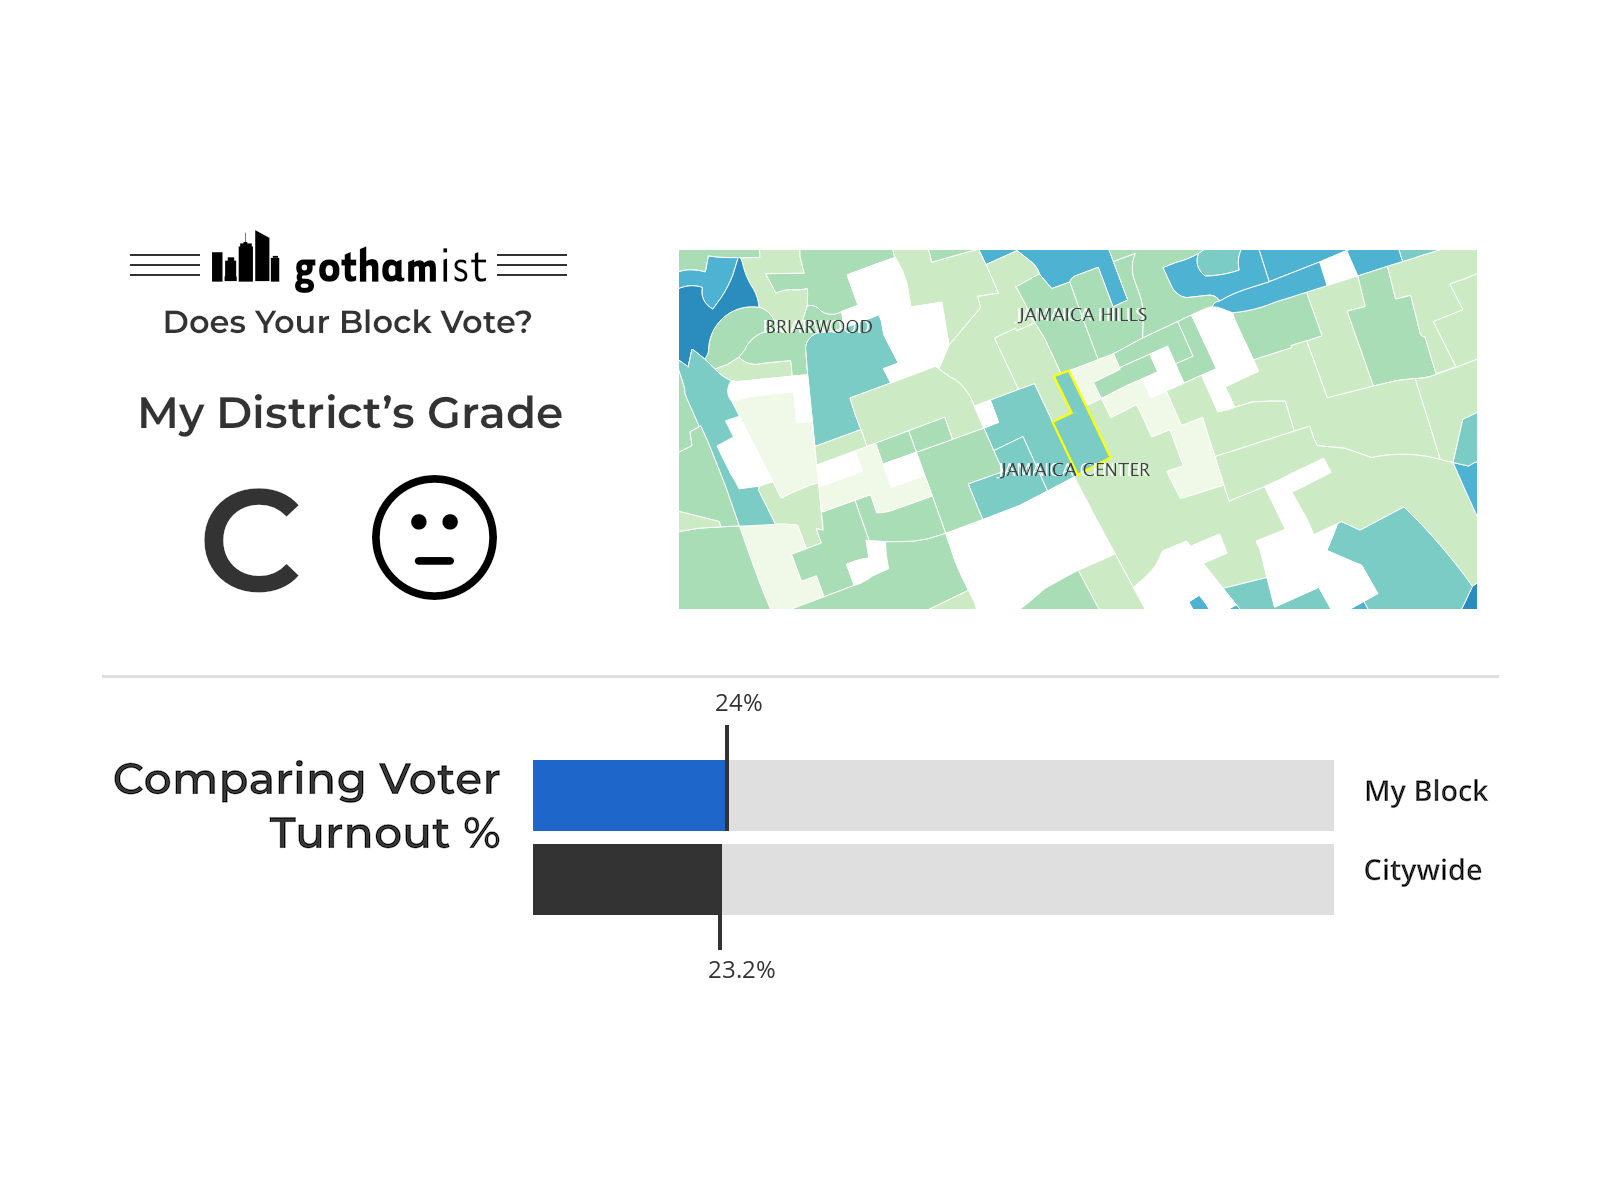 gothamist
Does Your Block Vote?
My District's Grade
C
BRIARWOOD
JAMAICA HILLS
JAMAICA CENTER
Comparing Voter
Turnout %
24%
My Block
Citywide
23.2%